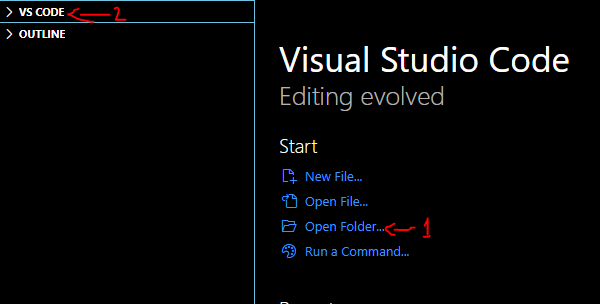 VS CODE 2
OUTLINE
Visual Studio Code
Editing evolved
Start
New File...
Open File...
Open Folder... 1
Run a Command...